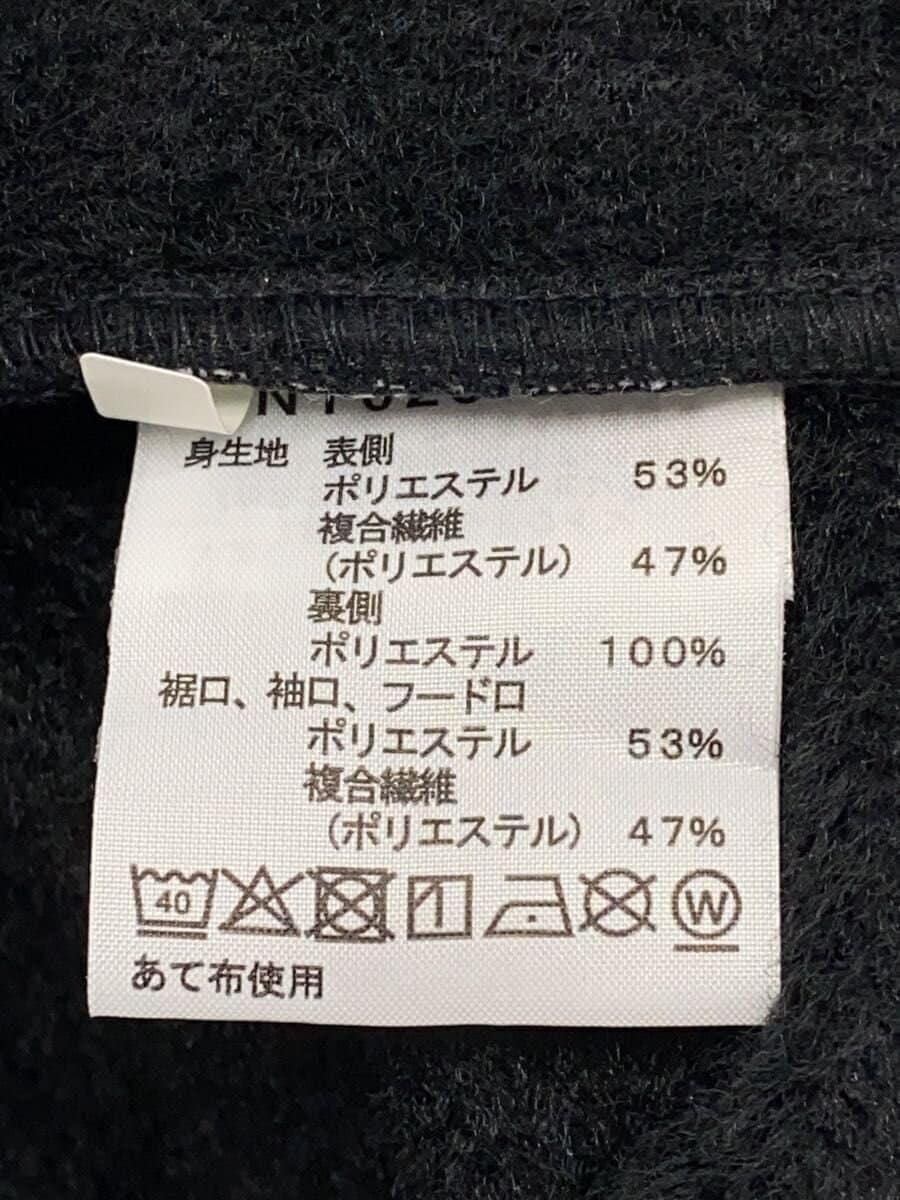 身生地 表側
ポリエステル 53%
複合繊維
(ポリエステル) 47%
裏側
ポリエステル 100%
裾口、袖口、フード口
ポリエステル 53%
複合繊維
(ポリエステル) 47%
40 W
あて布使用